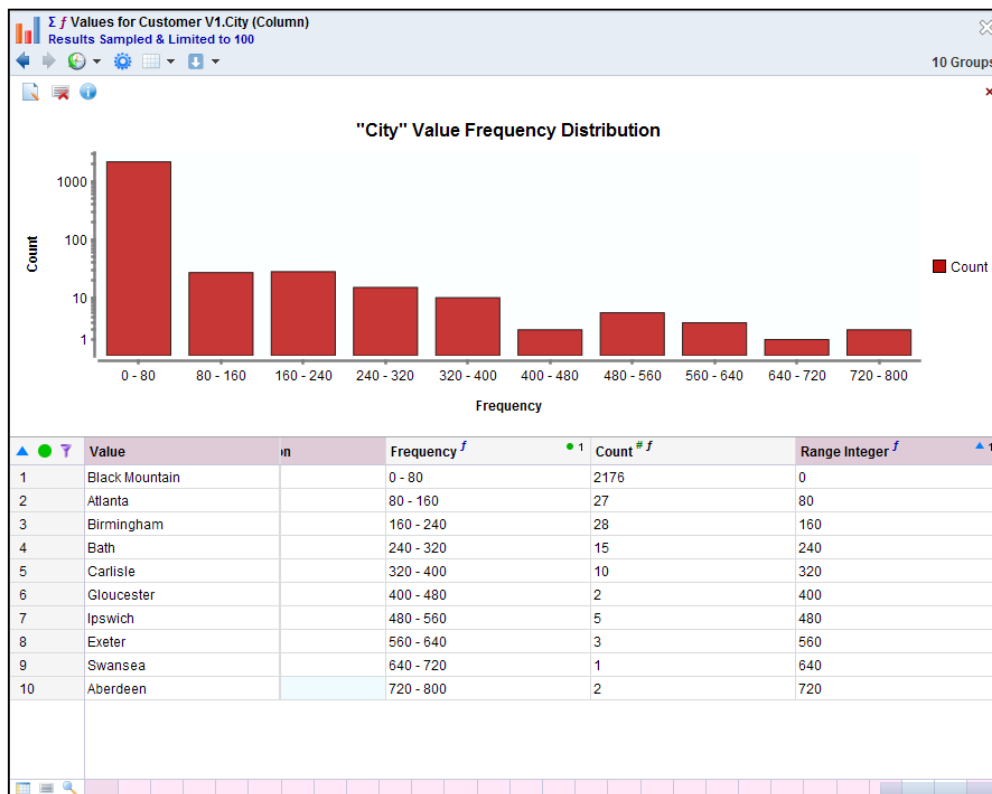 Σ ƒ Values for Customer V1.City (Column)
Results Sampled & Limited to 100
10 Groups
"City" Value Frequency Distribution
Count
1000
100
10
1
0 - 80 80 - 160 160 - 240 240 - 320 320 - 400 400 - 480 480 - 560 560 - 640 640 - 720 720 - 800
Frequency
Count
Value n Frequency ƒ 1 Count # ƒ Range Integer ƒ 1
1 Black Mountain 0 - 80 2176 0
2 Atlanta 80 - 160 27 80
3 Birmingham 160 - 240 28 160
4 Bath 240 - 320 15 240
5 Carlisle 320 - 400 10 320
6 Gloucester 400 - 480 2 400
7 Ipswich 480 - 560 5 480
8 Exeter 560 - 640 3 560
9 Swansea 640 - 720 1 640
10 Aberdeen 720 - 800 2 720